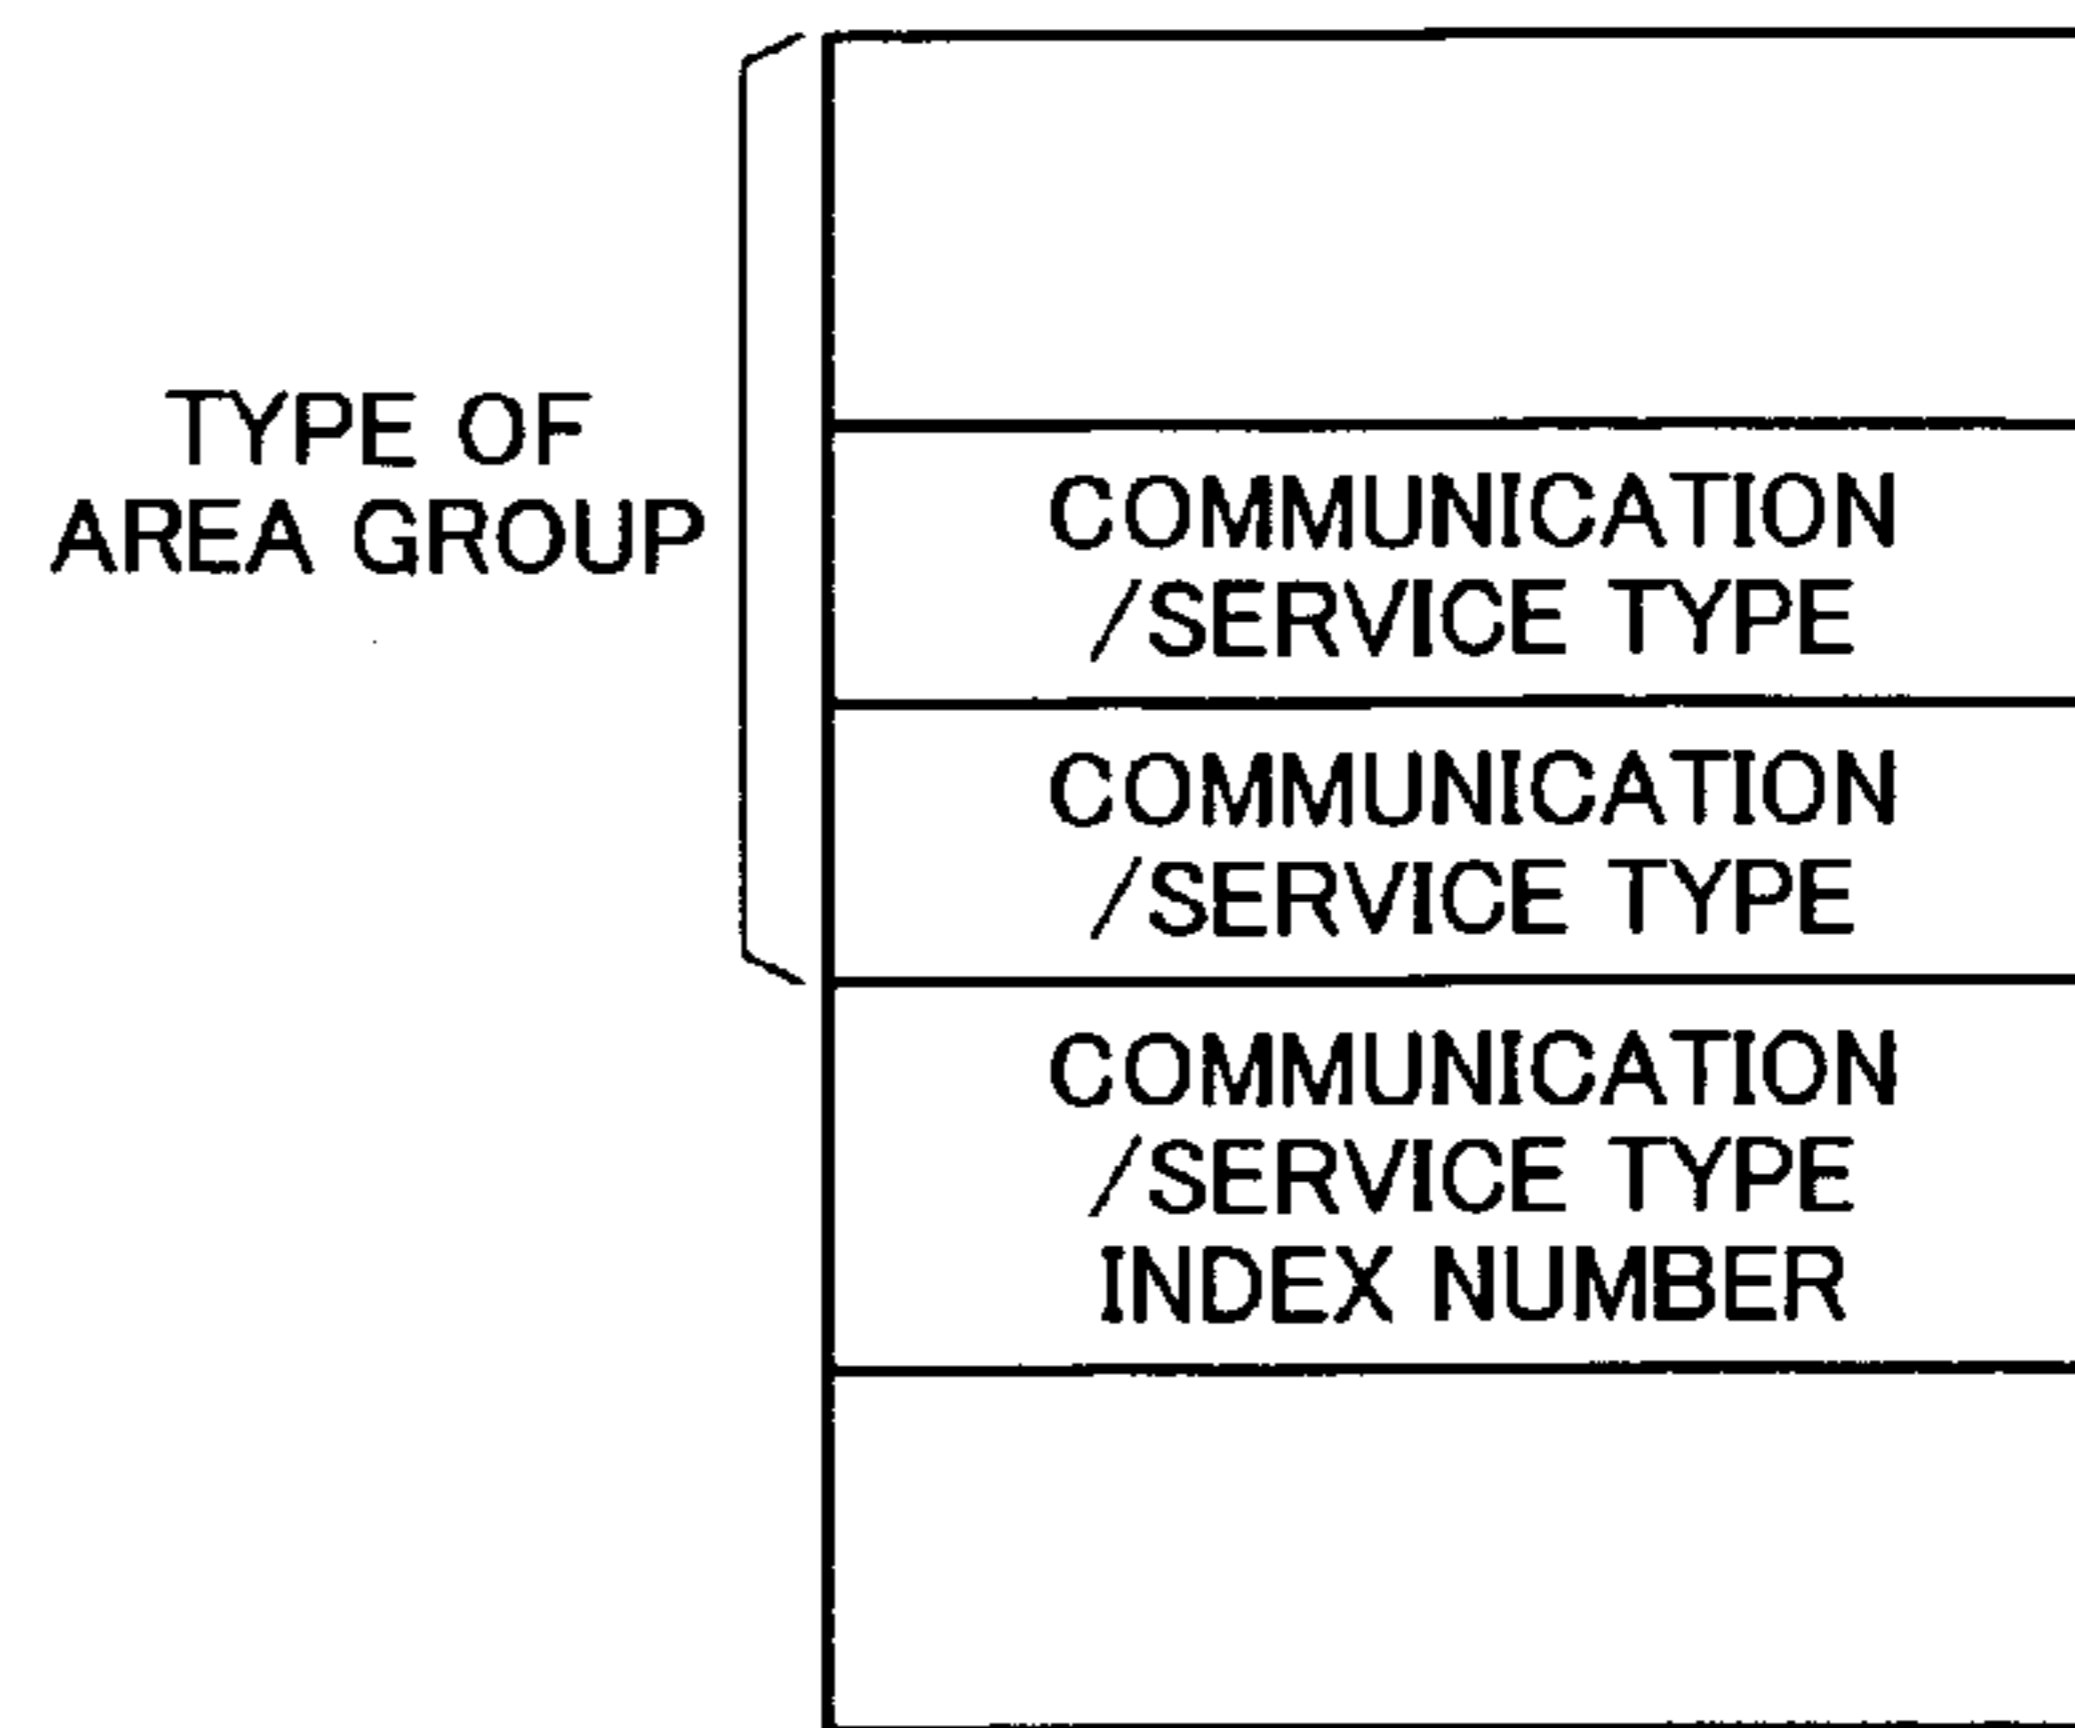 TYPE OF
AREA GROUP
COMMUNICATION
/SERVICE TYPE
COMMUNICATION
/SERVICE TYPE
COMMUNICATION
/SERVICE TYPE
INDEX NUMBER